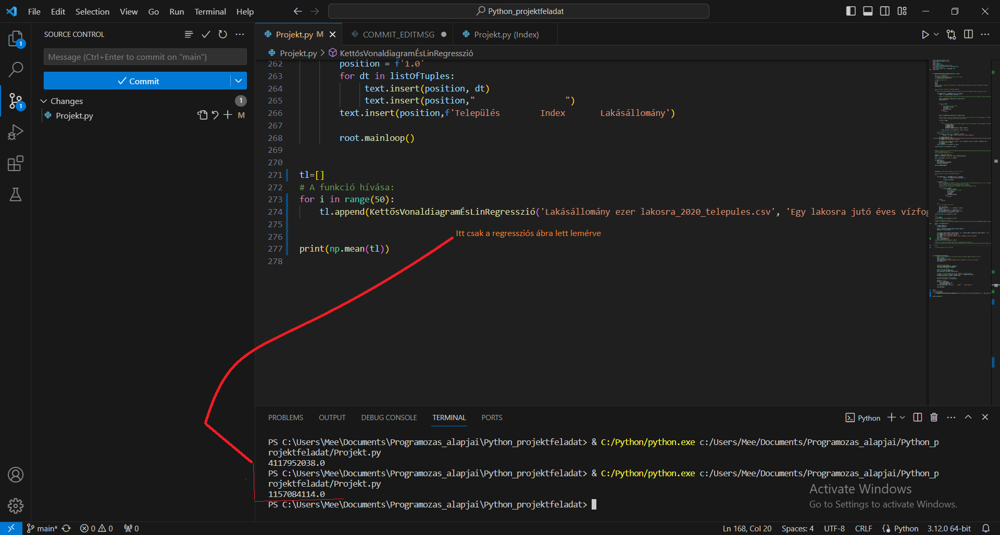 File Edit Selection View Go Run Terminal Help
Python_projektfeladat
SOURCE CONTROL
Message (Ctrl+Enter to commit on "main")
Commit
Changes 1
Projekt.py M
Projekt.py M
COMMIT_EDITMSG
Projekt.py (Index)
Projekt.py > KettősVonaldiagramÉsLinRegresszió
262 position = f'1.0'
263 for dt in listOfTuples:
264 text.insert(position, dt)
265 text.insert(position,"                  ")
266 text.insert(position,f'Település        Index       Lakásállomány')
267
268 root.mainloop()
269
270
271 tl=[]
272 # A funkció hívása:
273 for i in range(50):
274 tl.append(KettősVonaldiagramÉsLinRegresszió('Lakásállomány ezer lakosra_2020_telepules.csv', 'Egy lakosra jutó éves vízfog
275
276
Itt csak a regressziós ábra lett lemérve
277 print(np.mean(tl))
278
PROBLEMS OUTPUT DEBUG CONSOLE TERMINAL PORTS
Python
PS C:\Users\Mee\Documents\Programozas_alapjai\Python_projektfeladat> & C:/Python/python.exe c:/Users/Mee/Documents/Programozas_alapjai/Python_p
rojektfeladat/Projekt.py
4117952038.0
PS C:\Users\Mee\Documents\Programozas_alapjai\Python_projektfeladat> & C:/Python/python.exe c:/Users/Mee/Documents/Programozas_alapjai/Python_p
rojektfeladat/Projekt.py
1157084114.0
PS C:\Users\Mee\Documents\Programozas_alapjai\Python_projektfeladat>
Activate Windows
Go to Settings to activate Windows.
1
1
main* 0 0 0
Ln 168, Col 20 Spaces: 4 UTF-8 CRLF {} Python 3.12.0 64-bit